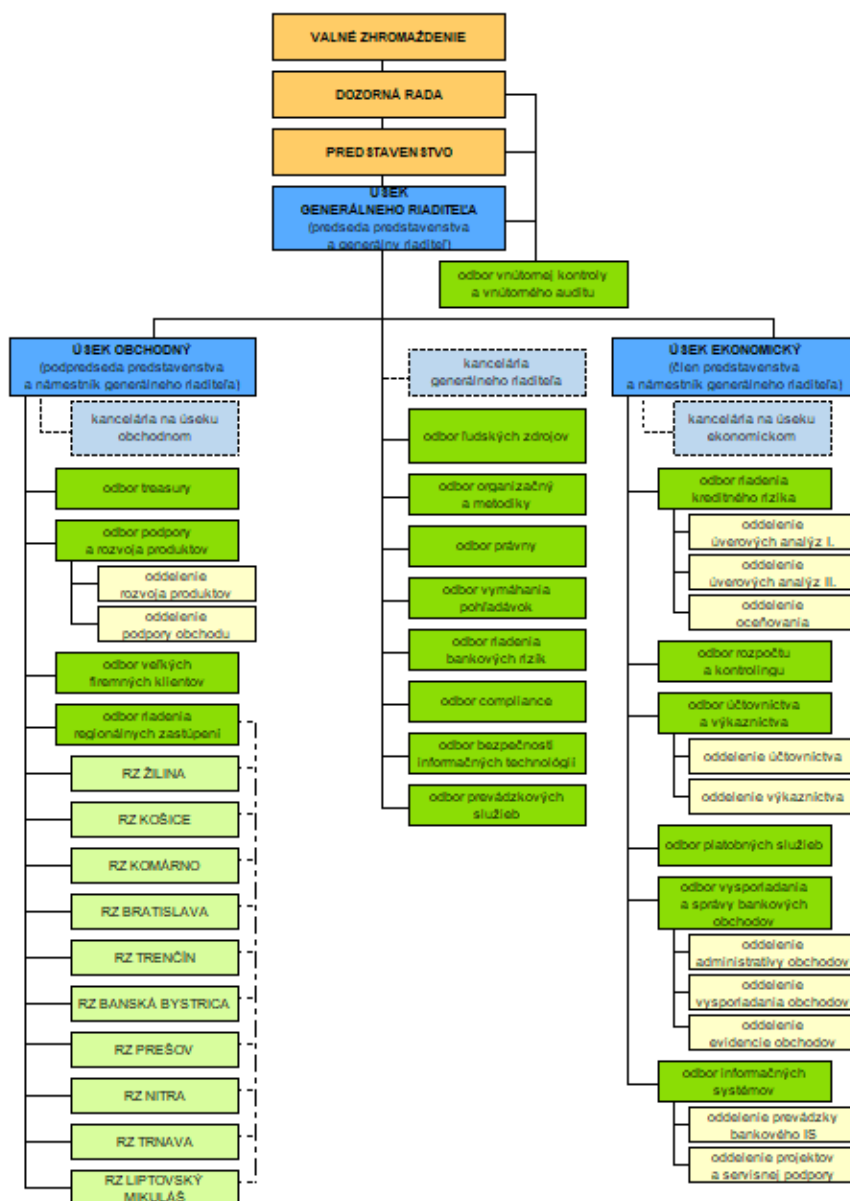 VALNÉ ZHROMAŽDENIE
DOZORNÁ RADA
PREDSTAVENSTVO
ÚSEK
GENERÁLNEHO RIADITEĽA
(predseda predstavenstva
a generálny riaditeľ)
odbor vnútornej kontroly
a vnútorného auditu
ÚSEK OBCHODNÝ
(podpredseda predstavenstva
a námestník generálneho riaditeľa)
kancelária na úseku
obchodnom
odbor treasury
odbor podpory
a rozvoja produktov
oddelenie
rozvoja produktov
oddelenie
podpory obchodu
odbor veľkých
firemných klientov
odbor riadenia
regionálnych zastúpení
RZ ŽILINA
RZ KOŠICE
RZ KOMÁRNO
RZ BRATISLAVA
RZ TRENČÍN
RZ BANSKÁ BYSTRICA
RZ PREŠOV
RZ NITRA
RZ TRNAVA
RZ LIPTOVSKÝ
MIKULÁŠ
kancelária
generálneho riaditeľa
odbor ľudských zdrojov
odbor organizačný
a metodiky
odbor právny
odbor vymáhania
pohľadávok
odbor riadenia
bankových rizík
odbor compliance
odbor bezpečnosti
informačných technológií
odbor prevádzkových
služieb
ÚSEK EKONOMICKÝ
(člen predstavenstva
a námestník generálneho riaditeľa)
kancelária na úseku
ekonomickom
odbor riadenia
kreditného rizika
oddelenie
úverových analýz I.
oddelenie
úverových analýz II.
oddelenie
oceňovania
odbor rozpočtu
a kontrolingu
odbor účtovníctva
a výkazníctva
oddelenie účtovníctva
oddelenie výkazníctva
odbor platobných služieb
odbor vysporiadania
a správy bankových
obchodov
oddelenie
administratívy obchodov
oddelenie
vysporiadania obchodov
oddelenie
evidencie obchodov
odbor informačných
systémov
oddelenie prevádzky
bankového IS
oddelenie projektov
a servisnej podpory